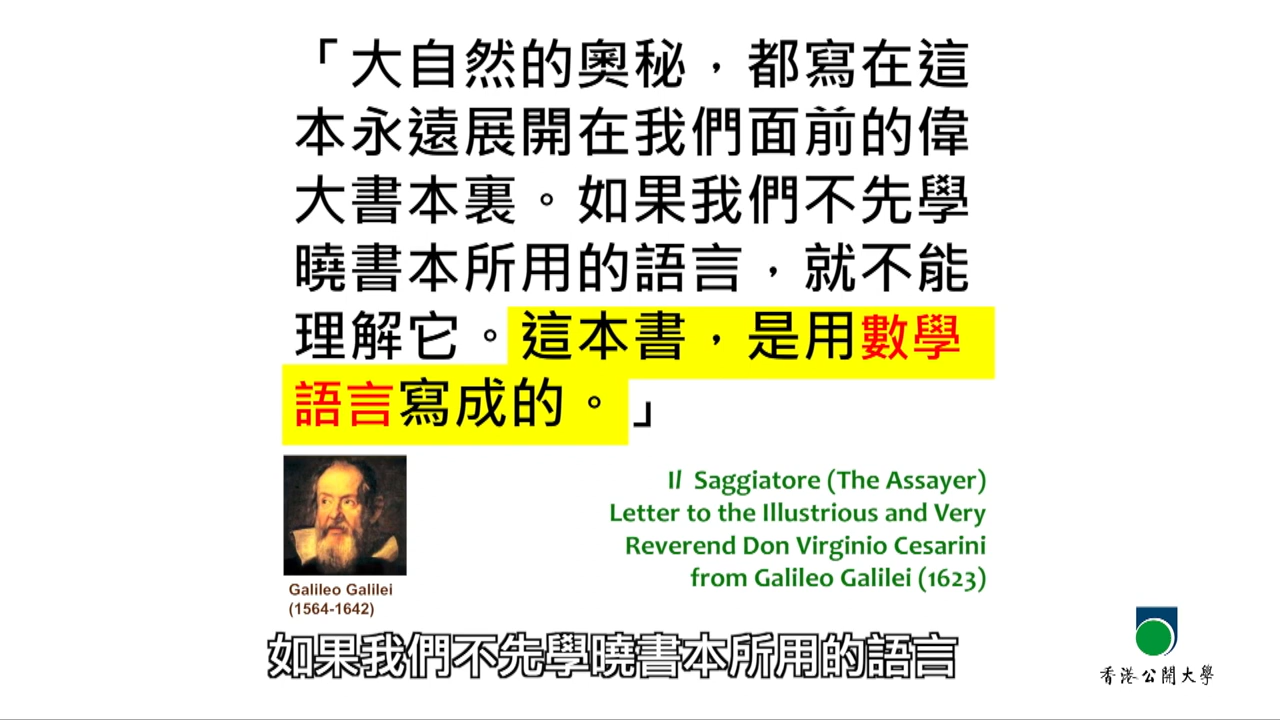 「大自然的奧秘，都寫在這
本永遠展開在我們面前的偉
大書本裏。如果我們不先學
曉書本所用的語言，就不能
理解它。這本書，是用數學
語言寫成的。」
Il Saggiatore (The Assayer)
Letter to the Illustrious and Very
Reverend Don Virginio Cesarini
from Galileo Galilei (1623)
Galileo Galilei
(1564-1642)
如果我們不先學曉書本所用的語言
香港公開大學